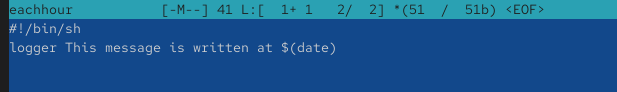 eachhour [-M--] 41 L:[ 1+ 1 2/ 2] *(51 / 51b) <EOF>
#!/bin/sh
logger This message is written at $(date)